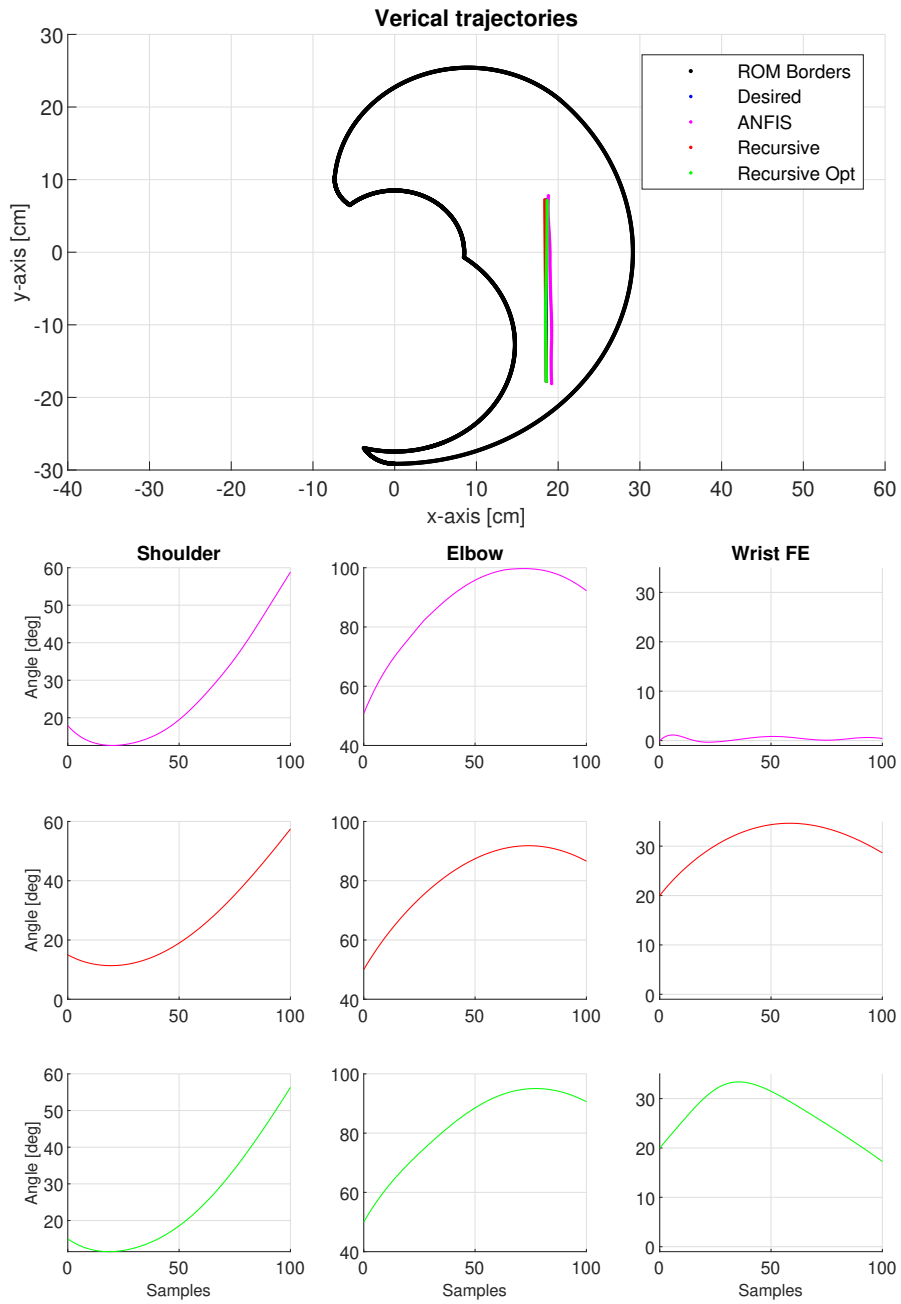 Verical trajectories
30
20
10
0
-10
-20
-30
y-axis [cm]
-40 -30 -20 -10 0 10 20 30 40 50 60
x-axis [cm]
ROM Borders
Desired
ANFIS
Recursive
Recursive Opt
Shoulder
60
50
40
30
20
Angle [deg]
0 50 100
Elbow
100
80
60
40
0 50 100
Wrist FE
30
20
10
0
0 50 100
60
40
20
0
Angle [deg]
0 50 100
100
80
60
40
0 50 100
30
20
10
0
0 50 100
60
50
40
30
20
Angle [deg]
0 50 100
Samples
100
80
60
40
0 50 100
Samples
30
20
10
0
0 50 100
Samples